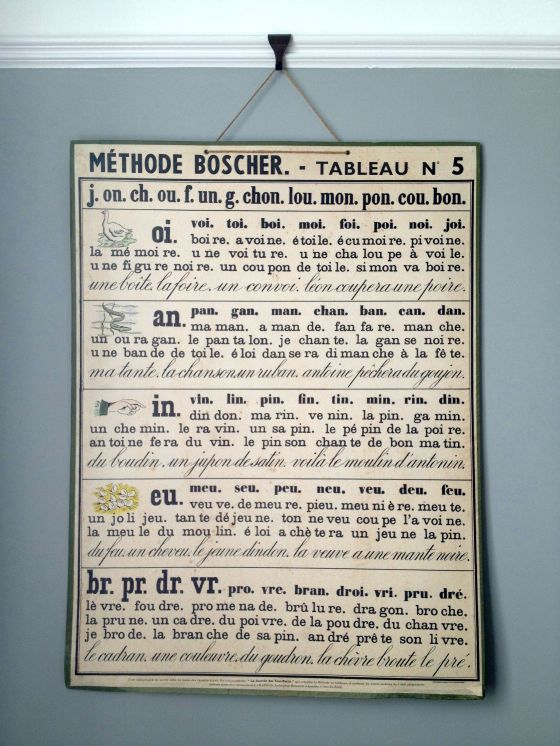 MÉTHODE BOSCHER. - TABLEAU N° 5
j. on. ch. ou. f. un. g. chon. lou. mon. pon. cou. bon.
oi. voi. toi. boi. moi. foi. poi. noi. joi.
boi re. a voi ne. é toi le. é cu moi re. pi voi ne.
la mé moi re. u ne voi tu re. u ne cha lou pe à voi le.
u ne fi gu re noi re. un cou pon de toi le. si mon va boi re.
une boîte. la foire. un convoi. léon coupera une poire.
an. pan. gan. man. chan. ban. can. dan.
ma man. a man de. fan fa re. man che.
un ou ra gan. le pan ta lon. je chan te. la gan se noi re.
u ne ban de de toi le. é loi dan se ra di man che à la fê te.
ma tante. la chanson. un ruban. antoine pêchera du goujon.
in. vin. lin. pin. fin. tin. min. rin. din.
din don. ma rin. ve nin. la pin. ga min.
un che min. le ra vin. un sa pin. le pé pin de la poi re.
an toi ne fe ra du vin. le pin son chan te de bon ma tin.
du boudin. un jupon de satin. voilà le moulin d'antonin.
eu. meu. seu. peu. neu. veu. deu. feu.
veu ve. de meu re. pieu. meu niè re. meu te.
un jo li jeu. tan te dé jeu ne. ton ne veu cou pe l'a voi ne.
la meu le du mou lin. é loi a chè te ra un jeu ne la pin.
du feu. un cheveu. le jeune dindon. la veuve a une mante noire.
br. pr. dr. vr. pro. vre. bran. droi. vri. pru. dré.
lè vre. fou dre. pro me na de. brû lu re. dra gon. bro che.
la pru ne. un ca dre. du poi vre. de la pou dre. du chan vre.
je bro de. la bran che de sa pin. an dré prê te son li vre.
le cadran. une couleuvre. du goudron. la chèvre broute le pré.